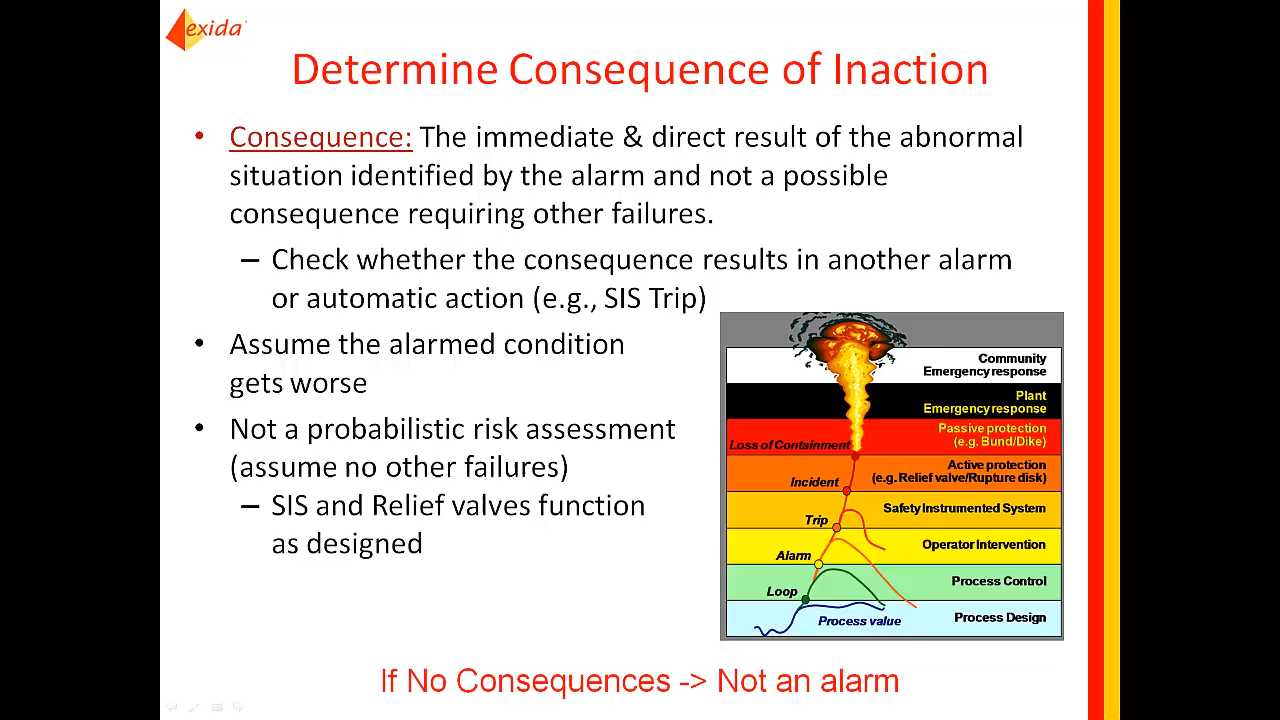 exida
Determine Consequence of Inaction
• Consequence: The immediate & direct result of the abnormal
situation identified by the alarm and not a possible
consequence requiring other failures.
– Check whether the consequence results in another alarm
or automatic action (e.g., SIS Trip)
• Assume the alarmed condition
gets worse
• Not a probabilistic risk assessment
(assume no other failures)
– SIS and Relief valves function
as designed
Community
Emergency response
Plant
Emergency response
Passive protection
(e.g. Bund/Dike)
Loss of Containment
Active protection
(e.g. Relief valve/Rupture disk)
Incident
Safety Instrumented System
Trip
Operator Intervention
Alarm
Process Control
Loop
Process Design
Process value
If No Consequences -> Not an alarm